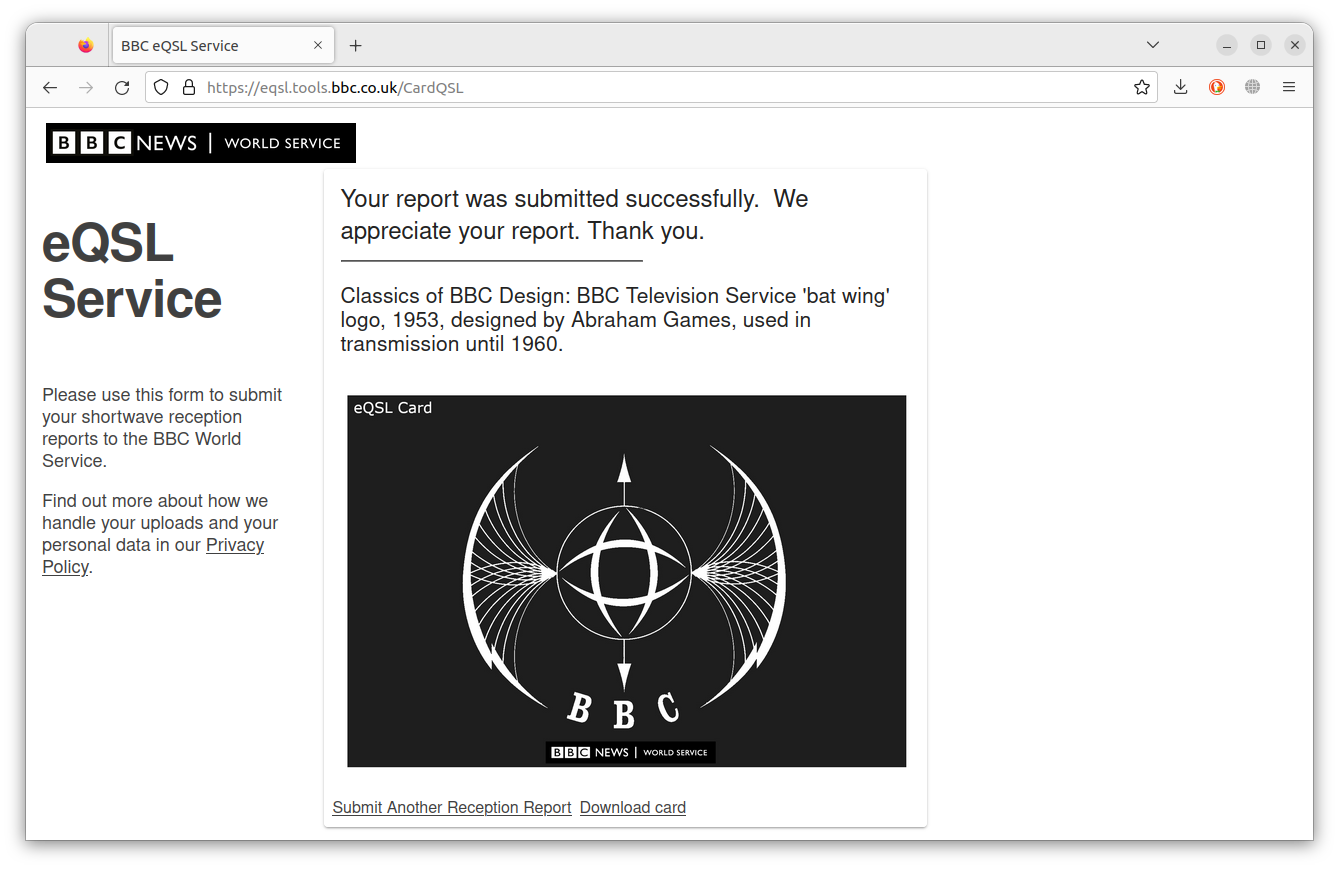 BBC eQSL Service
https://eqsl.tools.bbc.co.uk/CardQSL
BBC NEWS | WORLD SERVICE
eQSL
Service
Please use this form to submit
your shortwave reception
reports to the BBC World
Service.
Find out more about how we
handle your uploads and your
personal data in our Privacy
Policy.
Your report was submitted successfully.  We
appreciate your report. Thank you.
Classics of BBC Design: BBC Television Service 'bat wing'
logo, 1953, designed by Abraham Games, used in
transmission until 1960.
eQSL Card
B B C
BBC NEWS | WORLD SERVICE
Submit Another Reception Report  Download card